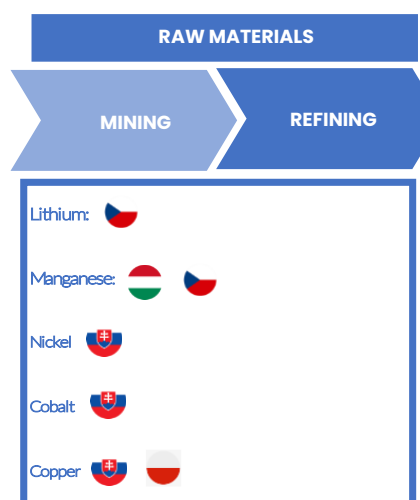 RAW MATERIALS
MINING
REFINING
Lithium:
Manganese:
Nickel
Cobalt
Copper